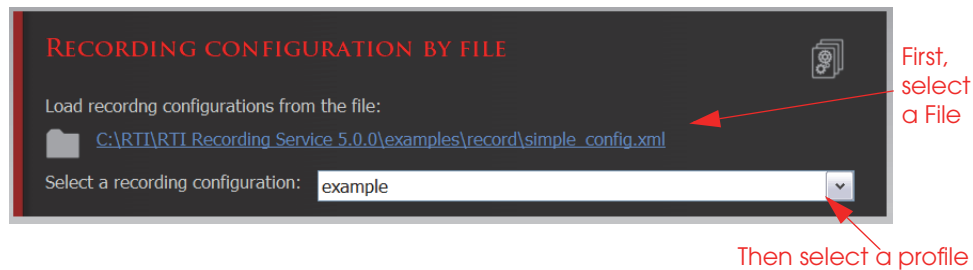 RECORDING CONFIGURATION BY FILE
Load recordng configurations from the file:
C:\RTI\RTI Recording Service 5.0.0\examples\record\simple_config.xml
Select a recording configuration: example
First,
select
a File
Then select a profile